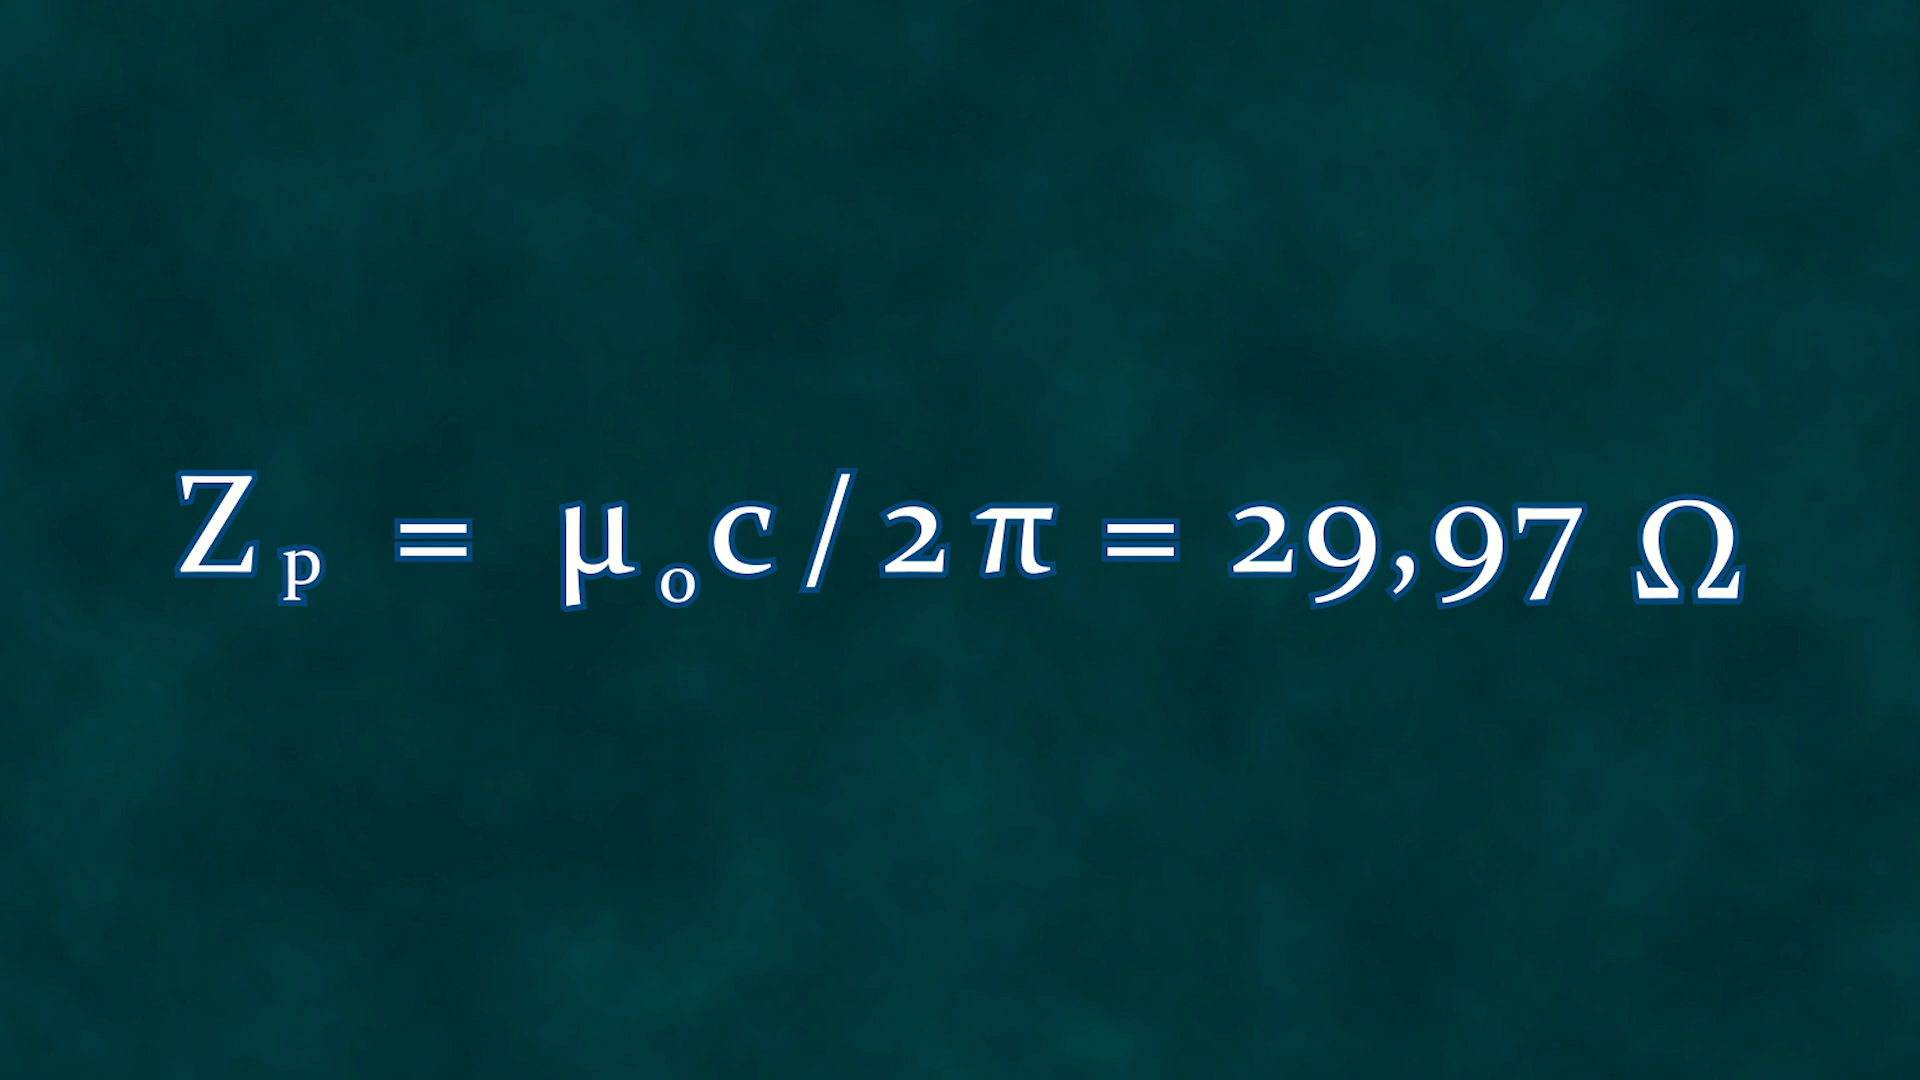 Zₚ = μₒc/2π = 29,97 Ω